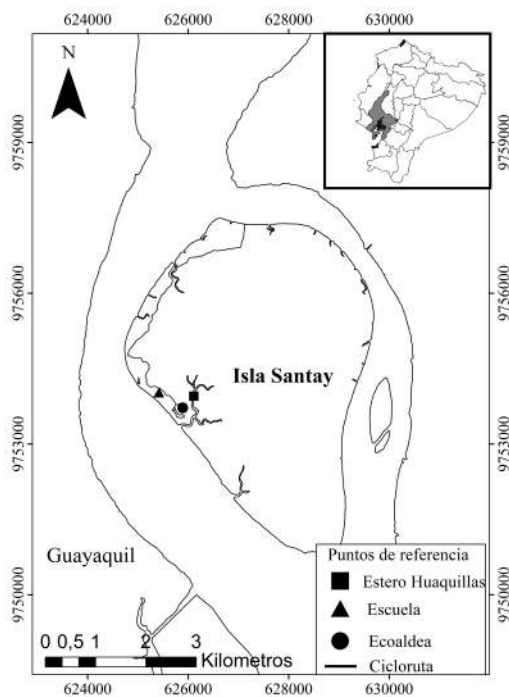 624000 626000 628000 630000
N
9759000 9759000
9756000 9756000
Isla Santay
9753000 9753000
Guayaquil
Puntos de referencia
Estero Huaquillas
9750000 9750000
Escuela
Ecoaldea
Cicloruta
0 0,5 1 2 3
Kilometros
624000 626000 628000 630000